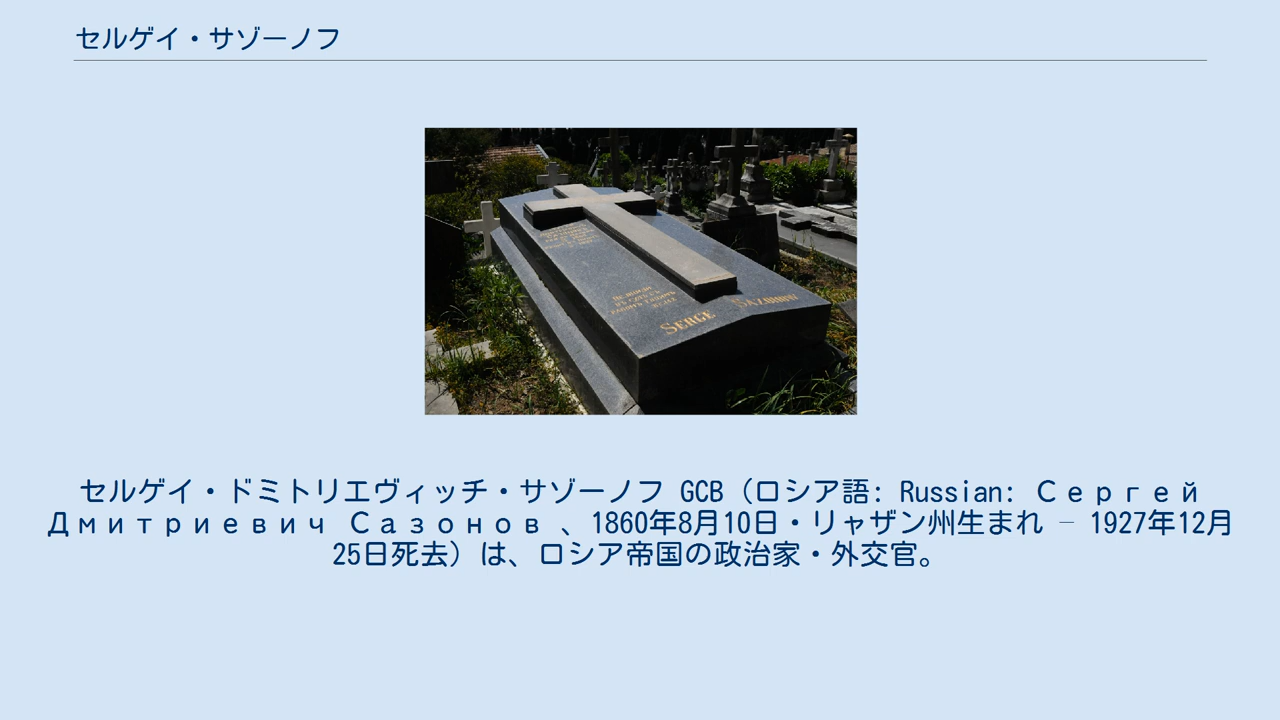 セルゲイ・サゾーノフ
SERGE SAZONOW
セルゲイ・ドミトリエヴィッチ・サゾーノフ GCB（ロシア語: Russian: Сергей
Дмитриевич Сазонов 、1860年8月10日・リャザン州生まれ – 1927年12月
25日死去）は、ロシア帝国の政治家・外交官。